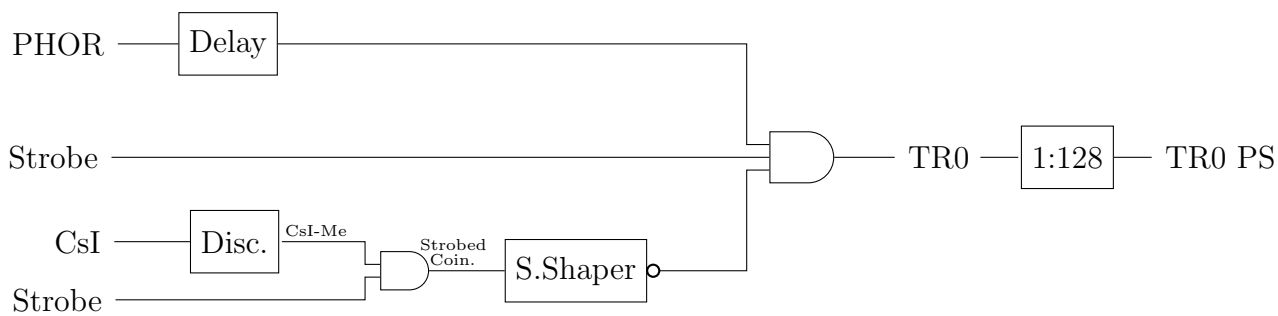 PHOR
Delay
Strobe
TR0
1:128
TR0 PS
CsI
Disc.
CsI-Me
Strobed
Coin.
S.Shaper
Strobe